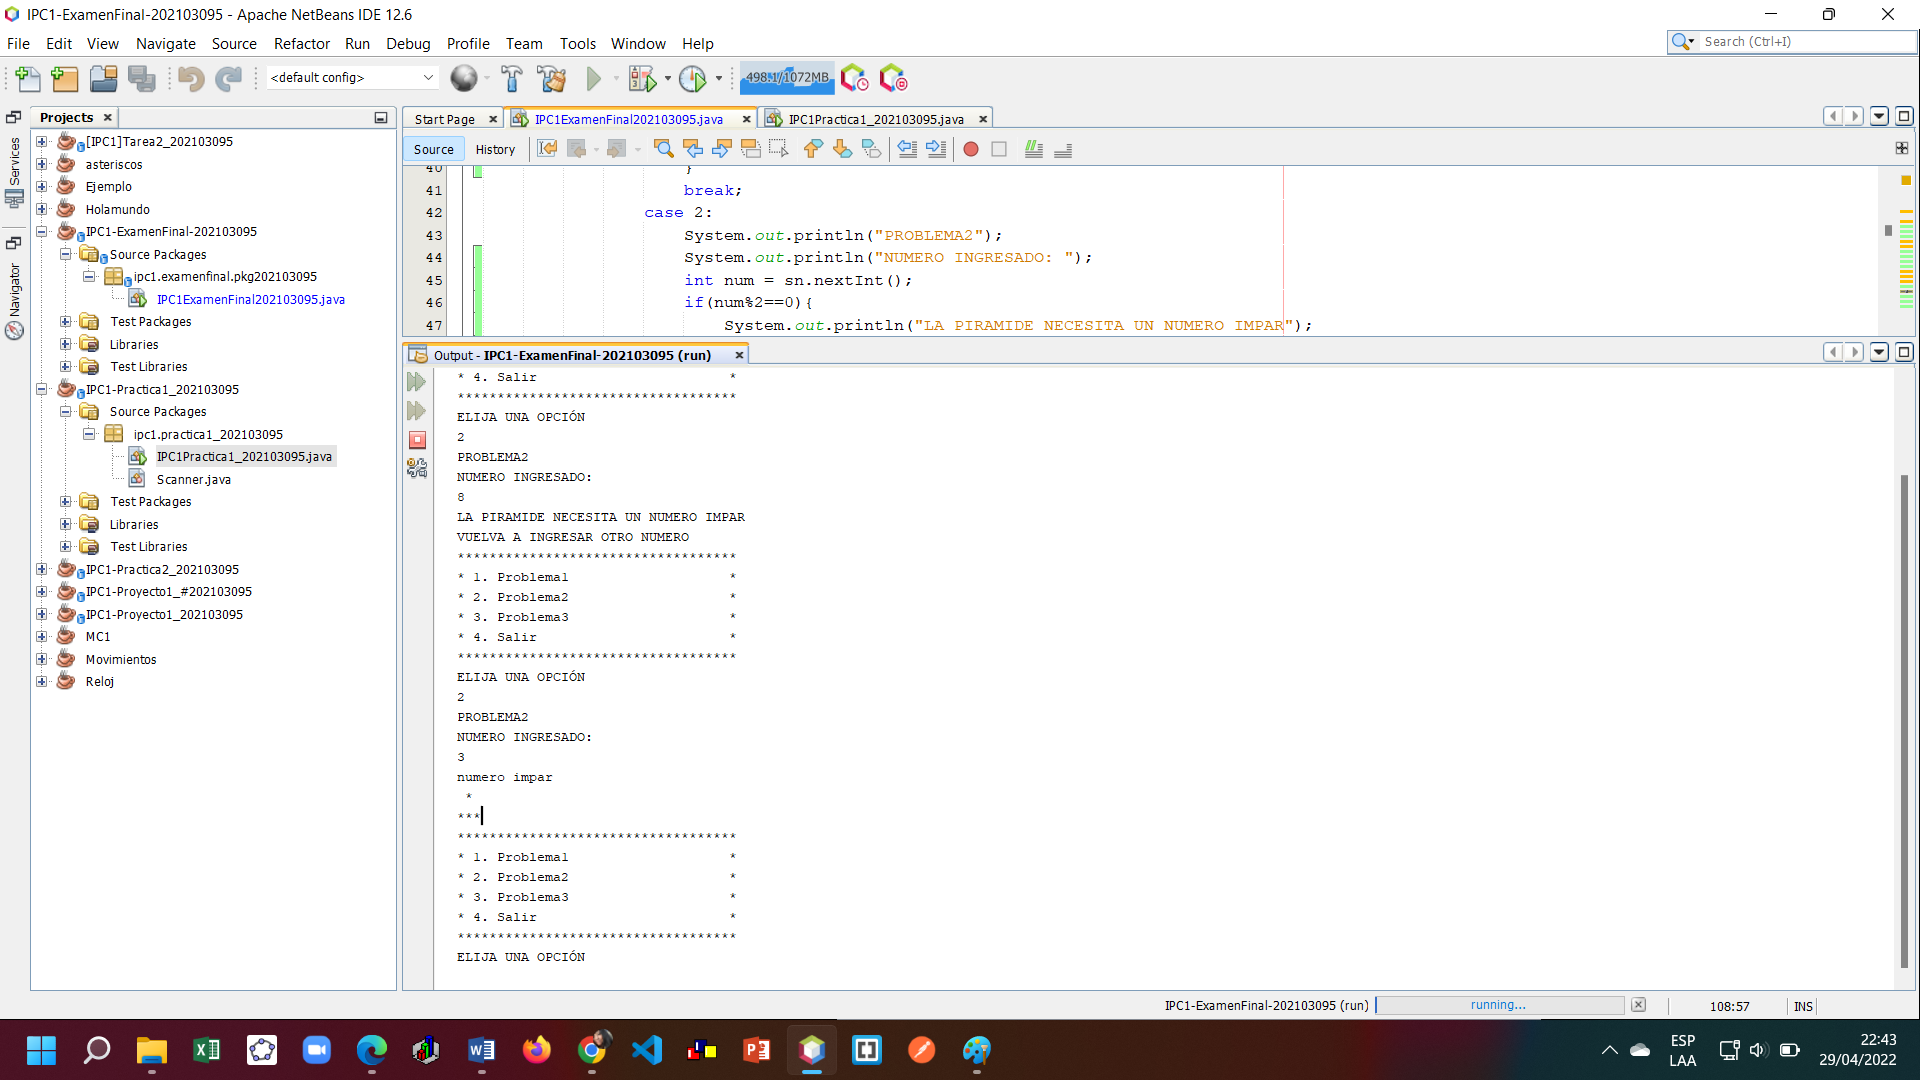 IPC1-ExamenFinal-202103095 - Apache NetBeans IDE 12.6
File Edit View Navigate Source Refactor Run Debug Profile Team Tools Window Help
Search (Ctrl+I)
<default config>
498.1/1072MB
Services
Navigator
Projects
[IPC1]Tarea2_202103095
asteriscos
Ejemplo
Holamundo
IPC1-ExamenFinal-202103095
Source Packages
ipc1.examenfinal.pkg202103095
IPC1ExamenFinal202103095.java
Test Packages
Libraries
Test Libraries
IPC1-Practica1_202103095
Source Packages
ipc1.practica1_202103095
IPC1Practica1_202103095.java
Scanner.java
Test Packages
Libraries
Test Libraries
IPC1-Practica2_202103095
IPC1-Proyecto1_#202103095
IPC1-Proyecto1_202103095
MC1
Movimientos
Reloj
Start Page IPC1ExamenFinal202103095.java IPC1Practica1_202103095.java
Source History
40 }
41 break;
42 case 2:
43 System.out.println("PROBLEMA2");
44 System.out.println("NUMERO INGRESADO: ");
45 int num = sn.nextInt();
46 if(num%2==0){
47 System.out.println("LA PIRAMIDE NECESITA UN NUMERO IMPAR");
Output - IPC1-ExamenFinal-202103095 (run)
* 4. Salir *
***********************************
ELIJA UNA OPCIÓN
2
PROBLEMA2
NUMERO INGRESADO:
8
LA PIRAMIDE NECESITA UN NUMERO IMPAR
VUELVA A INGRESAR OTRO NUMERO
***********************************
* 1. Problema1 *
* 2. Problema2 *
* 3. Problema3 *
* 4. Salir *
***********************************
ELIJA UNA OPCIÓN
2
PROBLEMA2
NUMERO INGRESADO:
3
numero impar
*
***
***********************************
* 1. Problema1 *
* 2. Problema2 *
* 3. Problema3 *
* 4. Salir *
***********************************
ELIJA UNA OPCIÓN
IPC1-ExamenFinal-202103095 (run) running... 108:57 INS
ESP
LAA
22:43
29/04/2022